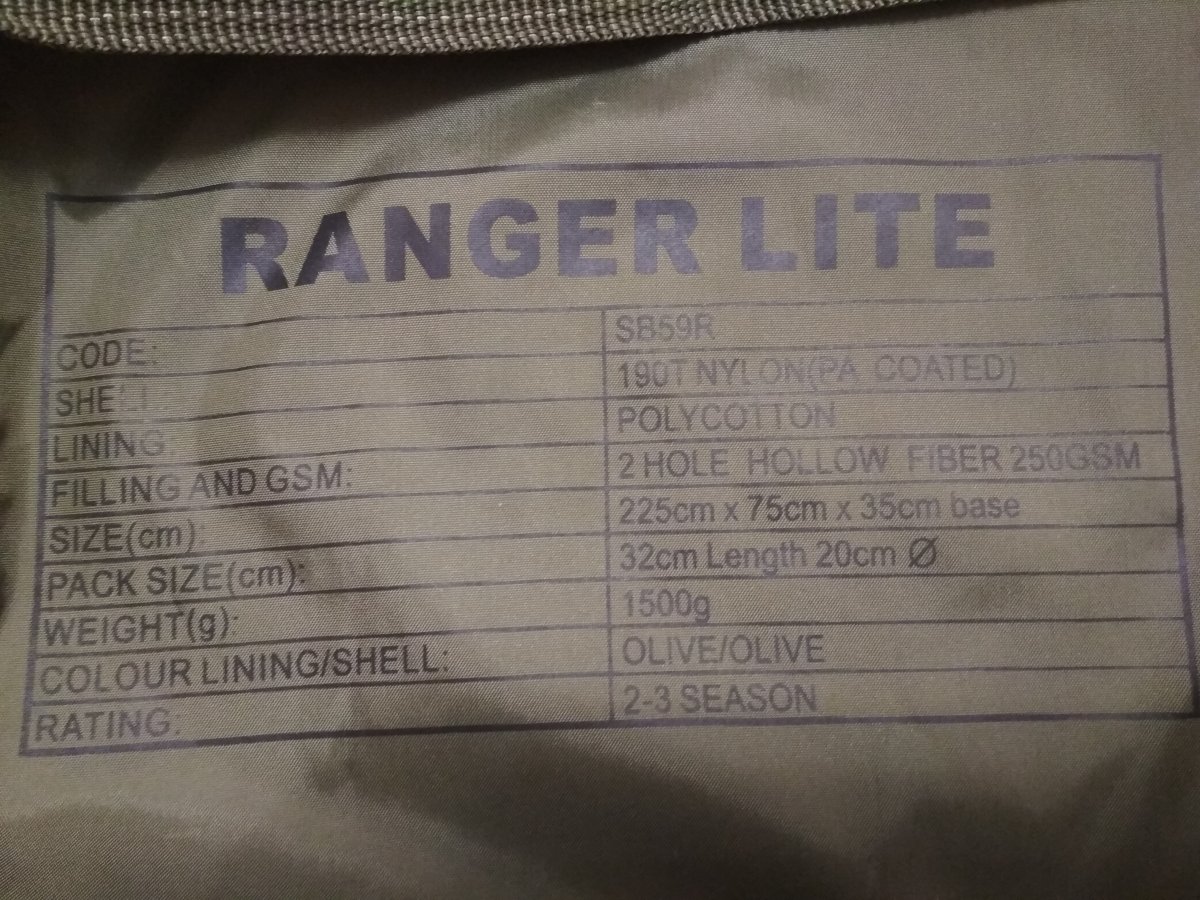 RANGER LITE
CODE: SB59R
SHELL: 190T NYLON(PA COATED)
LINING: POLYCOTTON
FILLING AND GSM: 2 HOLE HOLLOW FIBER 250GSM
SIZE(cm): 225cm x 75cm x 35cm base
PACK SIZE(cm): 32cm Length 20cm Ø
WEIGHT(g): 1500g
COLOUR LINING/SHELL: OLIVE/OLIVE
RATING: 2-3 SEASON